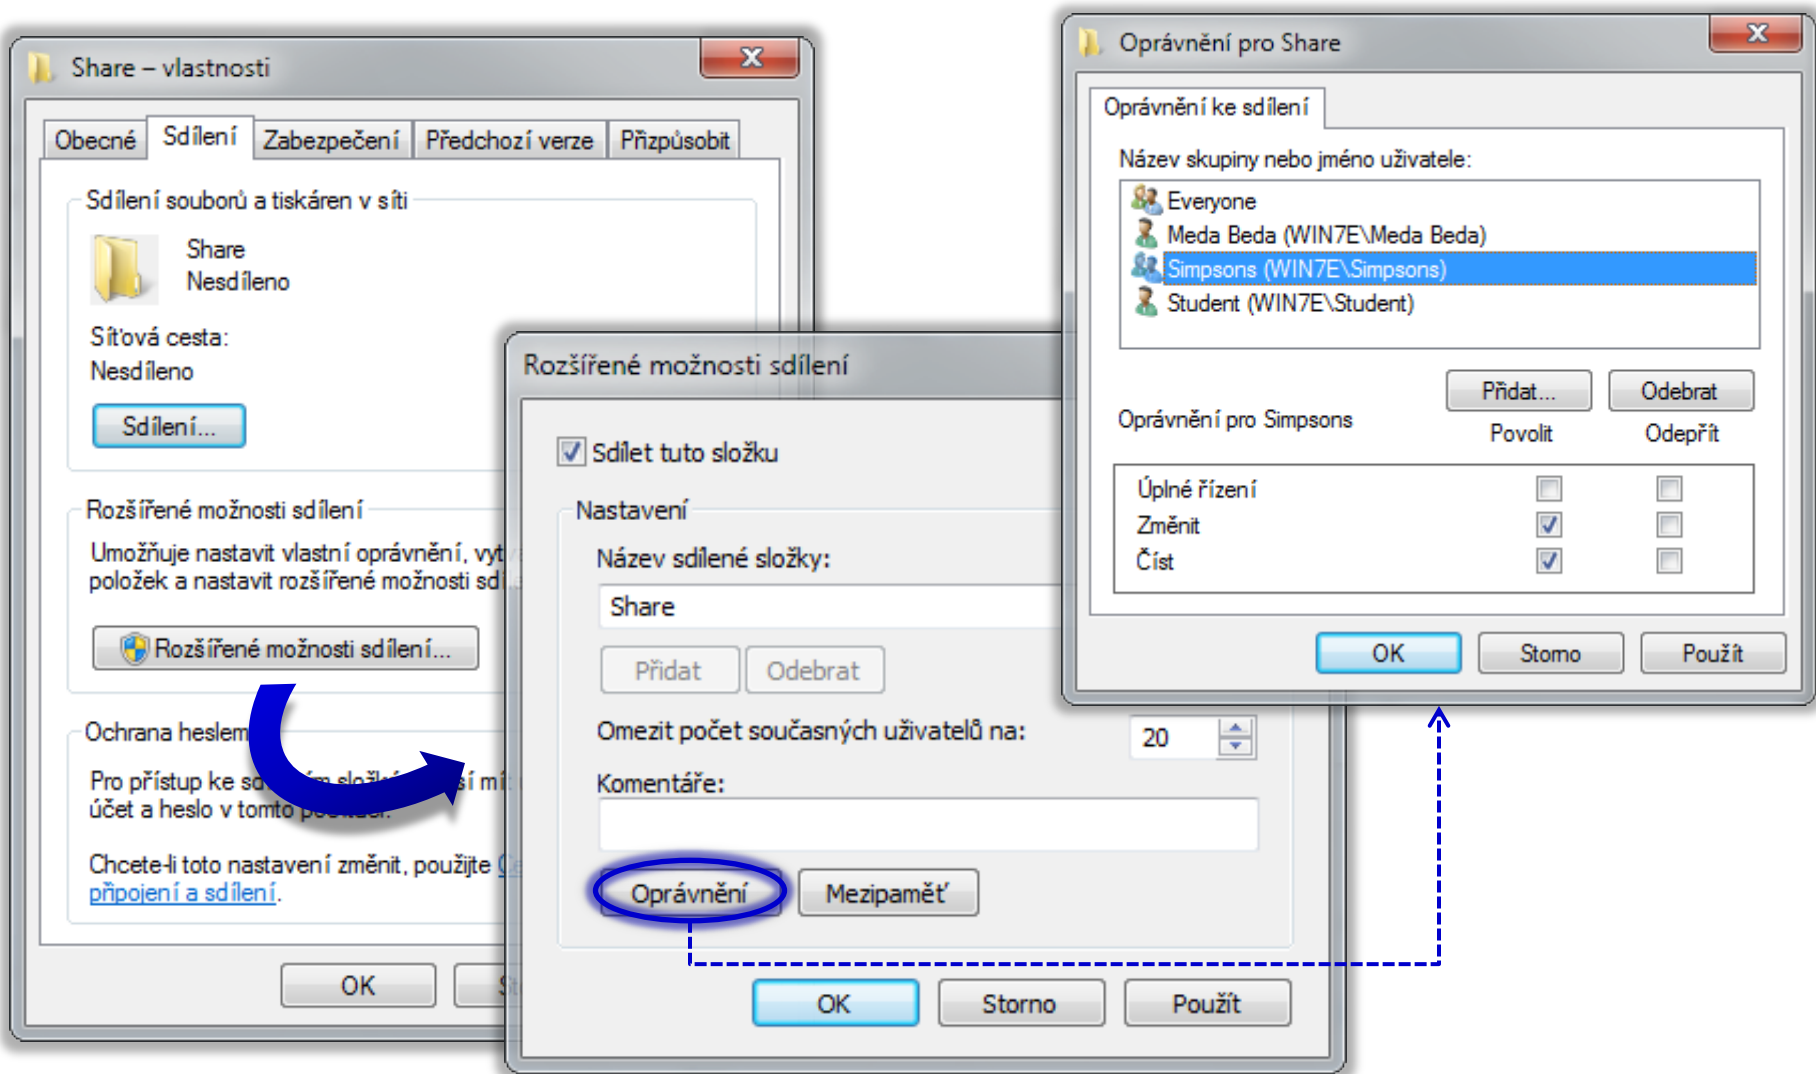 Share – vlastnosti
Obecné Sdílení Zabezpečení Předchozí verze Přizpůsobit
Sdílení souborů a tiskáren v síti
Share
Nesdíleno
Síťová cesta:
Nesdíleno
Sdílení...
Rozšířené možnosti sdílení
Umožňuje nastavit vlastní oprávnění,
položek a nastavit rozšířené možnosti
Rozšířené možnosti sdílení...
Ochrana heslem
Pro přístup ke
účet a heslo v tomto
Chcete-li toto nastavení změnit, použijte
připojení a sdílení.
OK
Rozšířené možnosti sdílení
Sdílet tuto složku
Nastavení
Název sdílené složky:
Share
Přidat Odebrat
Omezit počet současných uživatelů na: 20
Komentáře:
Oprávnění Mezipaměť
OK Storno Použít
Oprávnění pro Share
Oprávnění ke sdílení
Název skupiny nebo jméno uživatele:
Everyone
Meda Beda (WIN7E\Meda Beda)
Simpsons (WIN7E\Simpsons)
Student (WIN7E\Student)
Přidat... Odebrat
Oprávnění pro Simpsons Povolit Odepřít
Úplné řízení
Změnit
Číst
OK Storno Použít